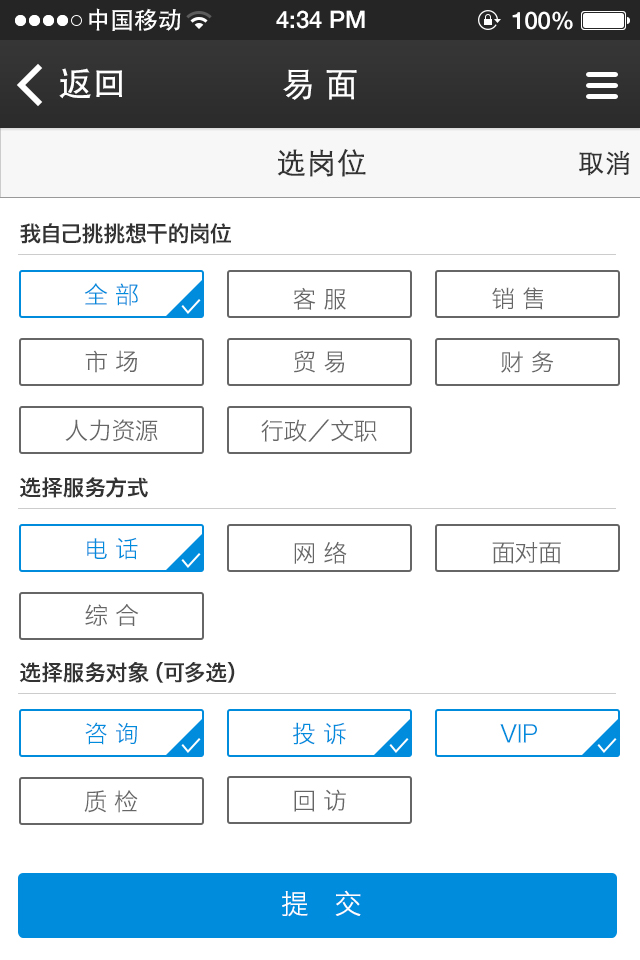 中国移动 4:34 PM 100%
返回 易面
选岗位 取消
我自己挑挑想干的岗位
全部 客服 销售
市场 贸易 财务
人力资源 行政／文职
选择服务方式
电话 网络 面对面
综合
选择服务对象（可多选）
咨询 投诉 VIP
质检 回访
提交